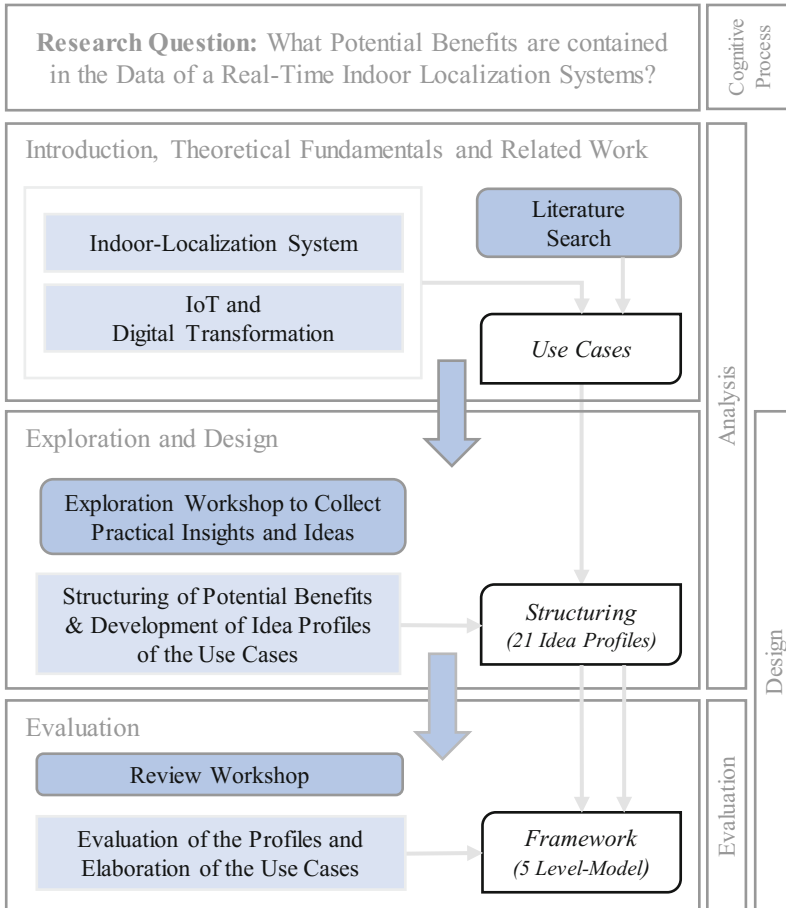 Research Question: What Potential Benefits are contained
in the Data of a Real-Time Indoor Localization Systems?
Cognitive
Process
Introduction, Theoretical Fundamentals and Related Work
Indoor-Localization System
IoT and
Digital Transformation
Literature
Search
Use Cases
Analysis
Exploration and Design
Exploration Workshop to Collect
Practical Insights and Ideas
Structuring of Potential Benefits
& Development of Idea Profiles
of the Use Cases
Structuring
(21 Idea Profiles)
Design
Evaluation
Review Workshop
Evaluation of the Profiles and
Elaboration of the Use Cases
Framework
(5 Level-Model)
Evaluation